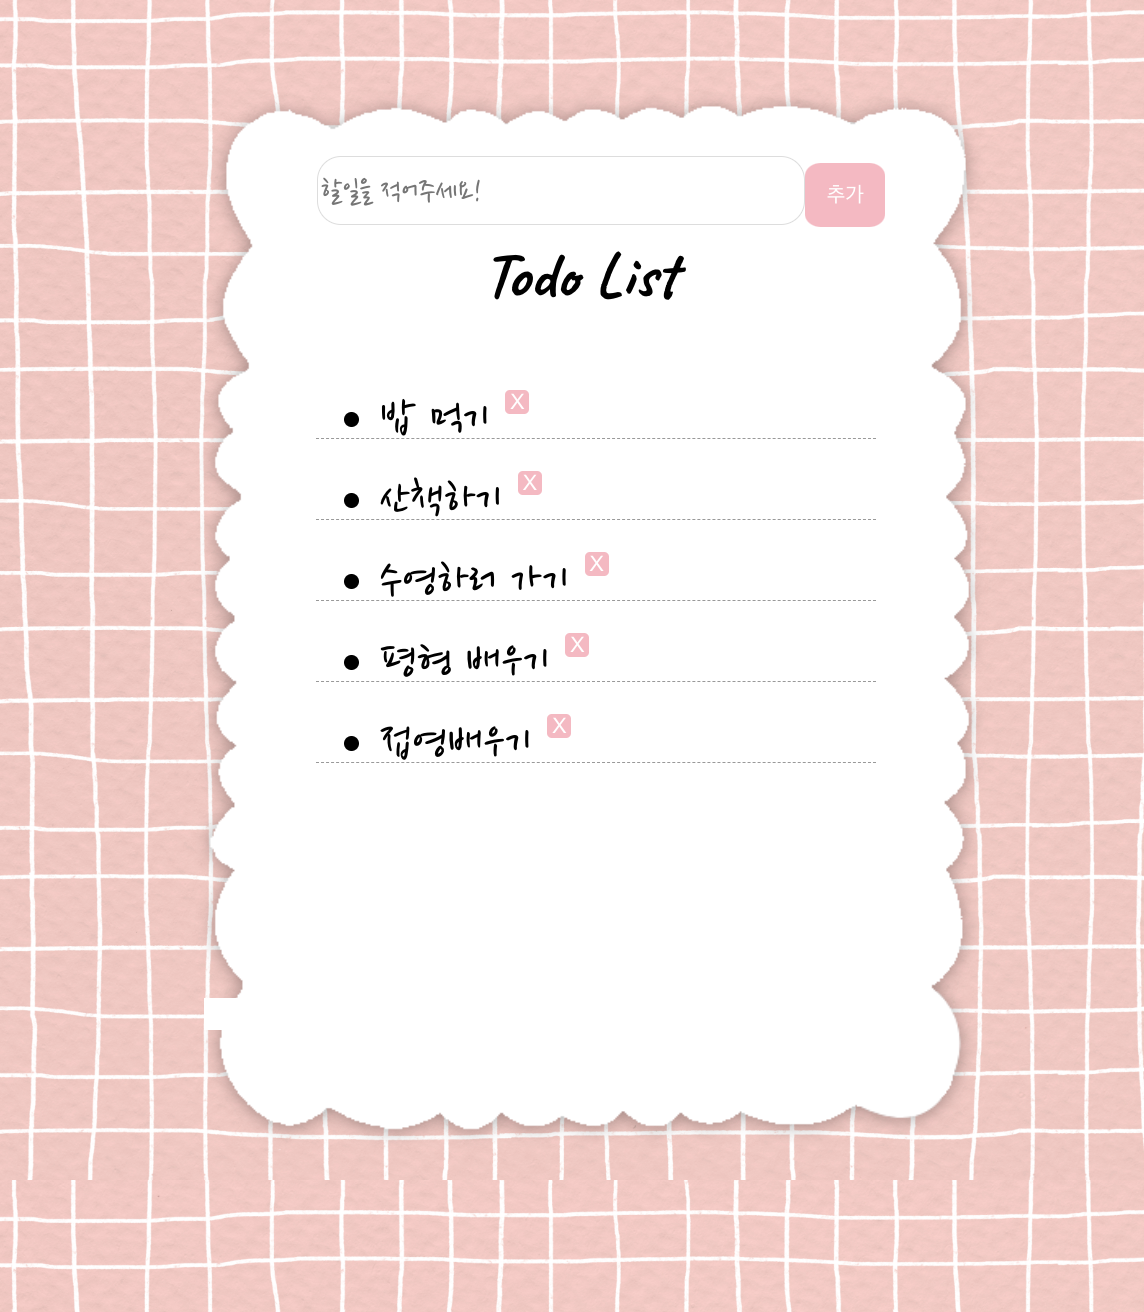 할일을 적어주세요! 추가
Todo List
밥 먹기 X
산책하기 X
수영하러 가기 X
평형 배우기 X
접영배우기 X